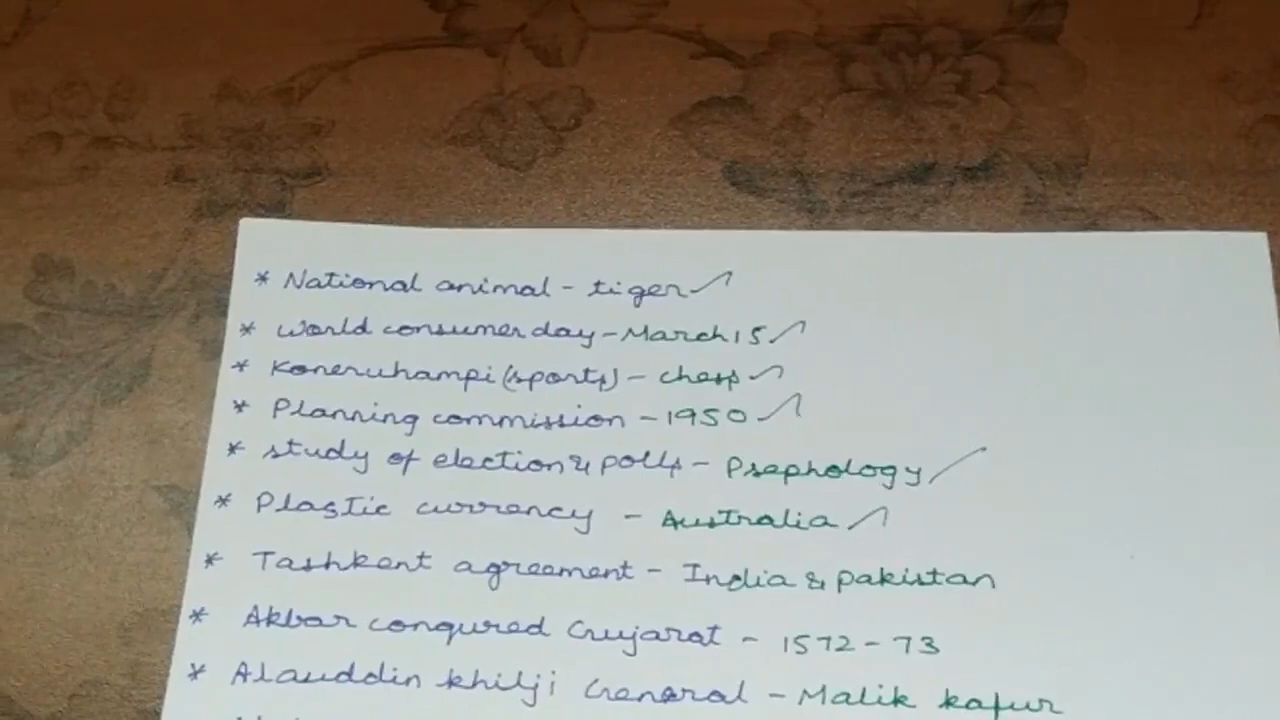 * National animal - tiger
* World consumer day - March 15
* Koneruhampi (sports) - chess
* Planning commission - 1950
* study of election & polls - Psephology
* Plastic currency - Australia
* Tashkent agreement - India & pakistan
* Akbar conqured Gujarat - 1572-73
* Alauddin khilji General - Malik kafur